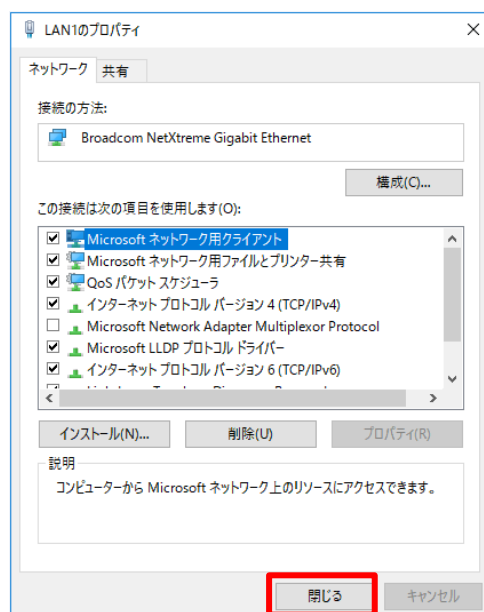 LAN1のプロパティ
ネットワーク 共有
接続の方法:
Broadcom NetXtreme Gigabit Ethernet
構成(C)...
この接続は次の項目を使用します(O):
Microsoft ネットワーク用クライアント
Microsoft ネットワーク用ファイルとプリンター共有
QoS パケット スケジューラ
インターネット プロトコル バージョン 4 (TCP/IPv4)
Microsoft Network Adapter Multiplexor Protocol
Microsoft LLDP プロトコル ドライバー
インターネット プロトコル バージョン 6 (TCP/IPv6)
インストール(N)... 削除(U) プロパティ(R)
説明
コンピューターから Microsoft ネットワーク上のリソースにアクセスできます。
閉じる キャンセル